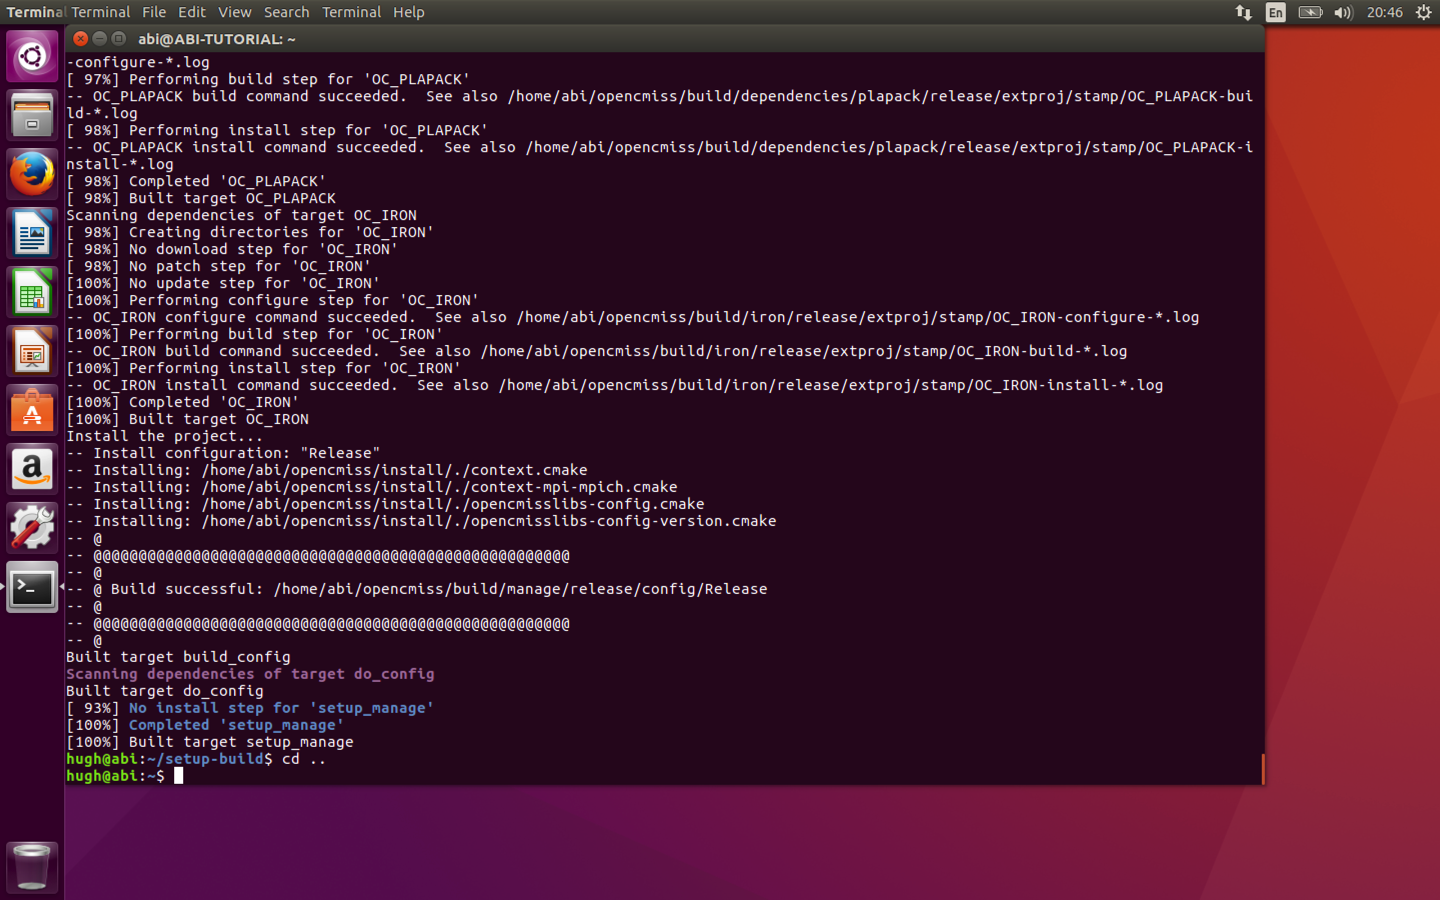 Terminal Terminal File Edit View Search Terminal Help En 20:46
abi@ABI-TUTORIAL: ~
-configure-*.log
[ 97%] Performing build step for 'OC_PLAPACK'
-- OC_PLAPACK build command succeeded.  See also /home/abi/opencmiss/build/dependencies/plapack/release/extproj/stamp/OC_PLAPACK-bui
ld-*.log
[ 98%] Performing install step for 'OC_PLAPACK'
-- OC_PLAPACK install command succeeded.  See also /home/abi/opencmiss/build/dependencies/plapack/release/extproj/stamp/OC_PLAPACK-i
nstall-*.log
[ 98%] Completed 'OC_PLAPACK'
[ 98%] Built target OC_PLAPACK
Scanning dependencies of target OC_IRON
[ 98%] Creating directories for 'OC_IRON'
[ 98%] No download step for 'OC_IRON'
[ 98%] No patch step for 'OC_IRON'
[100%] No update step for 'OC_IRON'
[100%] Performing configure step for 'OC_IRON'
-- OC_IRON configure command succeeded.  See also /home/abi/opencmiss/build/iron/release/extproj/stamp/OC_IRON-configure-*.log
[100%] Performing build step for 'OC_IRON'
-- OC_IRON build command succeeded.  See also /home/abi/opencmiss/build/iron/release/extproj/stamp/OC_IRON-build-*.log
[100%] Performing install step for 'OC_IRON'
-- OC_IRON install command succeeded.  See also /home/abi/opencmiss/build/iron/release/extproj/stamp/OC_IRON-install-*.log
[100%] Completed 'OC_IRON'
[100%] Built target OC_IRON
Install the project...
-- Install configuration: "Release"
-- Installing: /home/abi/opencmiss/install/./context.cmake
-- Installing: /home/abi/opencmiss/install/./context-mpi-mpich.cmake
-- Installing: /home/abi/opencmiss/install/./opencmisslibs-config.cmake
-- Installing: /home/abi/opencmiss/install/./opencmisslibs-config-version.cmake
-- @
-- @@@@@@@@@@@@@@@@@@@@@@@@@@@@@@@@@@@@@@@@@@@@@@@@@@@@@
-- @
-- @ Build successful: /home/abi/opencmiss/build/manage/release/config/Release
-- @
-- @@@@@@@@@@@@@@@@@@@@@@@@@@@@@@@@@@@@@@@@@@@@@@@@@@@@@
-- @
Built target build_config
Scanning dependencies of target do_config
Built target do_config
[ 93%] No install step for 'setup_manage'
[100%] Completed 'setup_manage'
[100%] Built target setup_manage
hugh@abi:~/setup-build$ cd ..
hugh@abi:~$